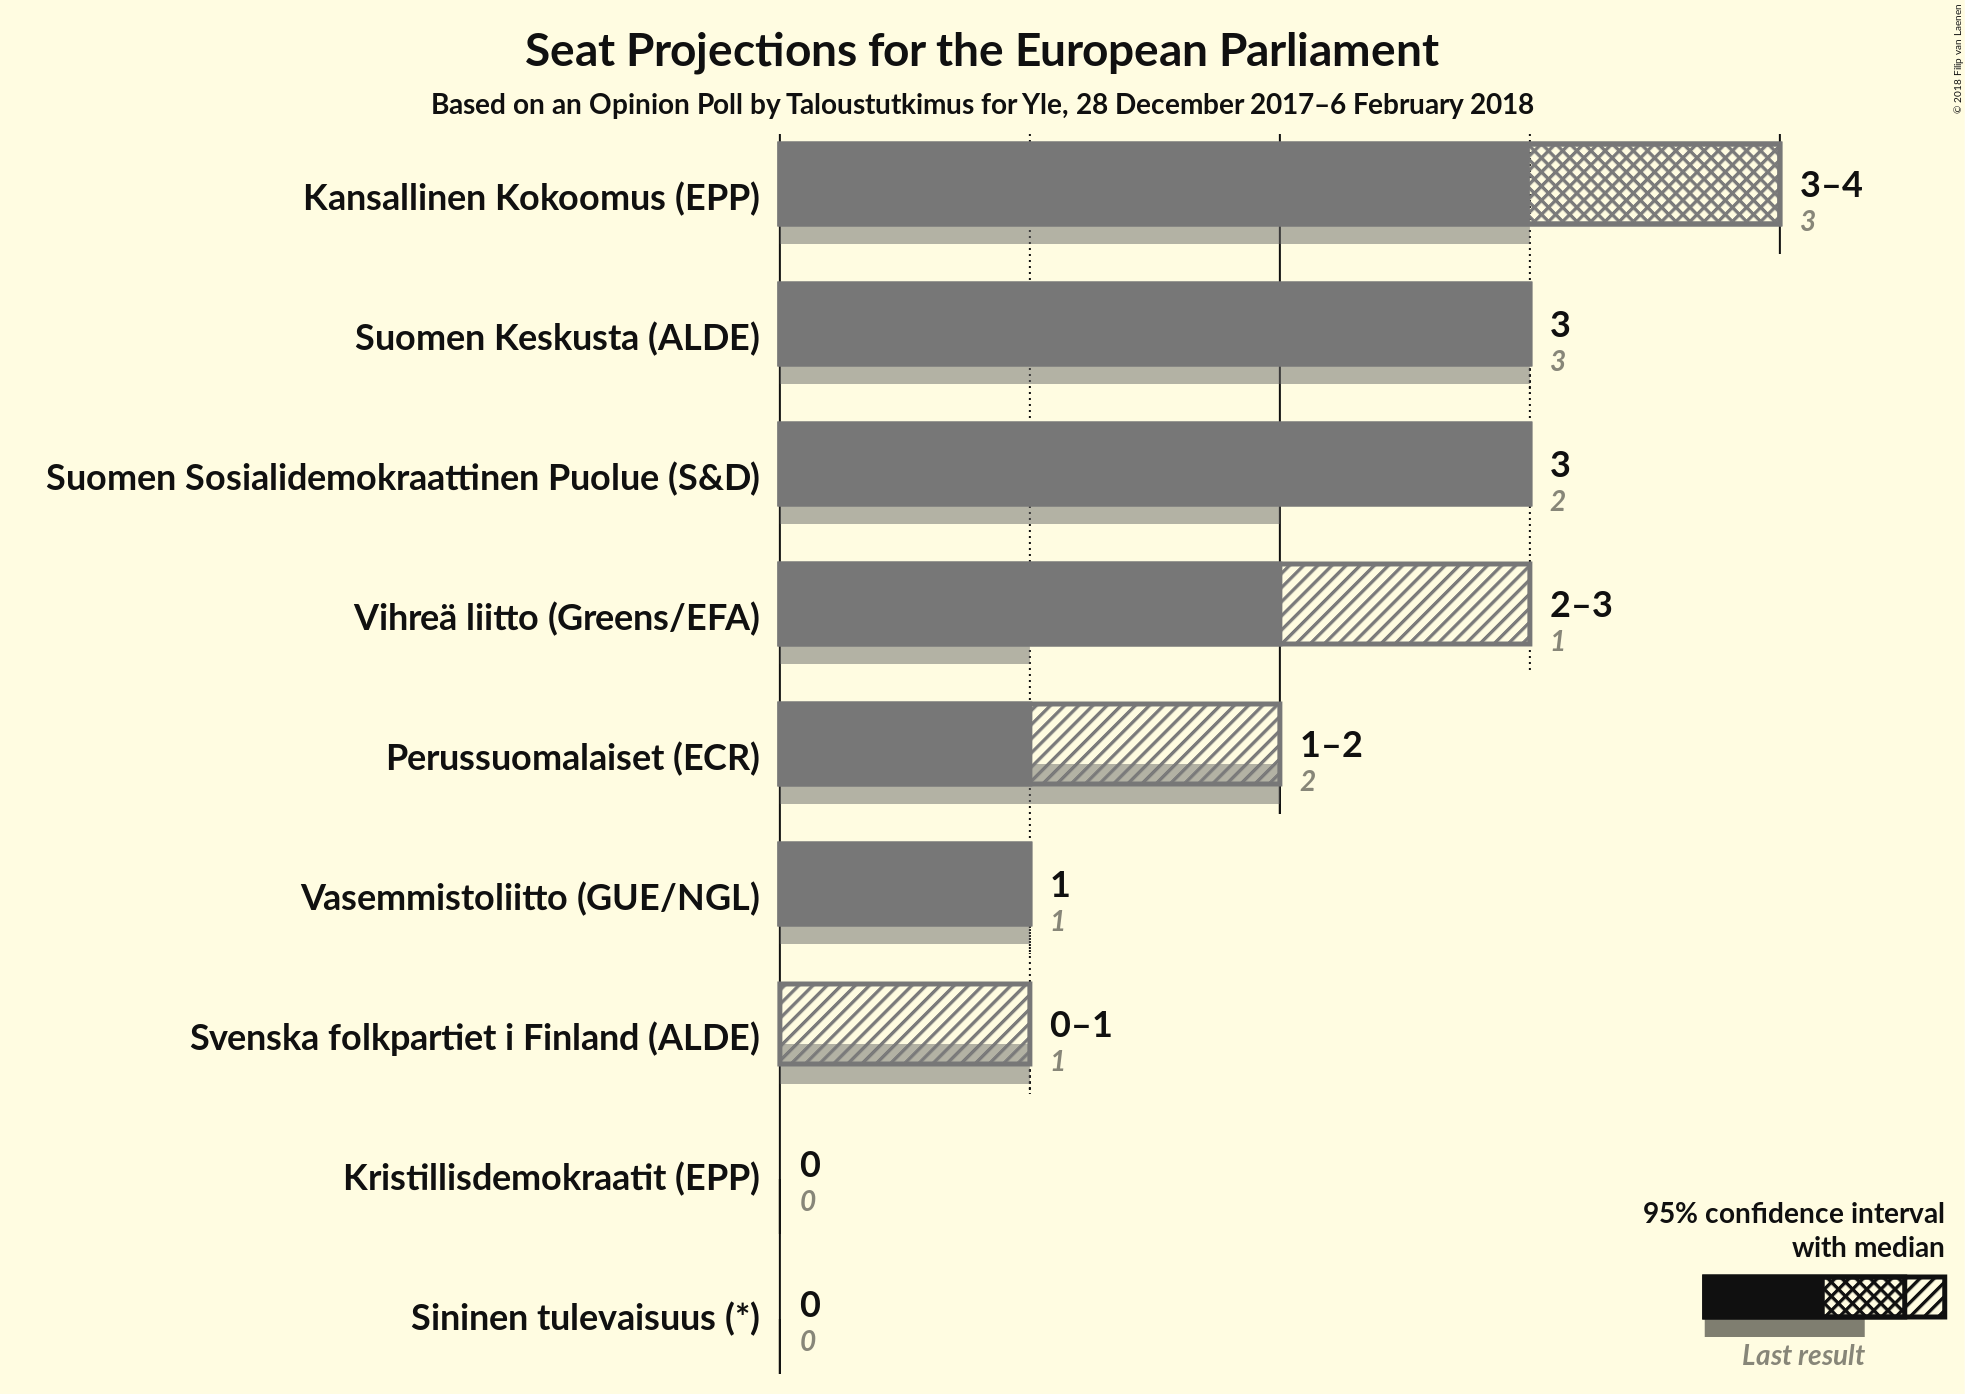 Seat Projections for the European Parliament
Based on an Opinion Poll by Taloustutkimus for Yle, 28 December 2017–6 February 2018
© 2018 Filip van Laenen
Kansallinen Kokoomus (EPP)
3–4
3
Suomen Keskusta (ALDE)
3
3
Suomen Sosialidemokraattinen Puolue (S&D)
3
2
Vihreä liitto (Greens/EFA)
2–3
1
Perussuomalaiset (ECR)
1–2
2
Vasemmistoliitto (GUE/NGL)
1
1
Svenska folkpartiet i Finland (ALDE)
0–1
1
Kristillisdemokraatit (EPP)
0
0
Sininen tulevaisuus (*)
0
0
95% confidence interval
with median
Last result